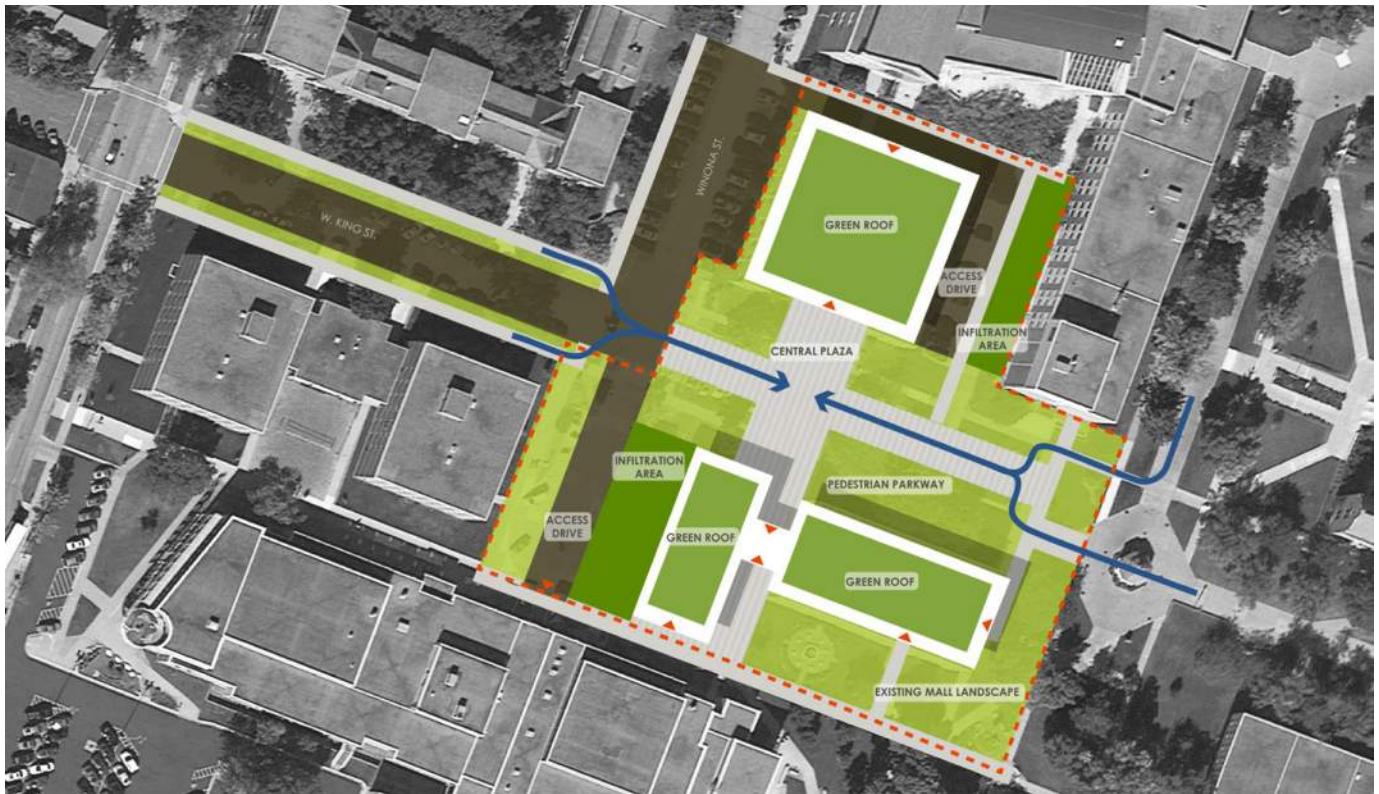 WINONA ST.
W. KING ST.
GREEN ROOF
ACCESS
DRIVE
INFILTRATION
AREA
CENTRAL PLAZA
INFILTRATION
AREA
PEDESTRIAN PARKWAY
ACCESS
DRIVE
GREEN ROOF
GREEN ROOF
EXISTING MALL LANDSCAPE